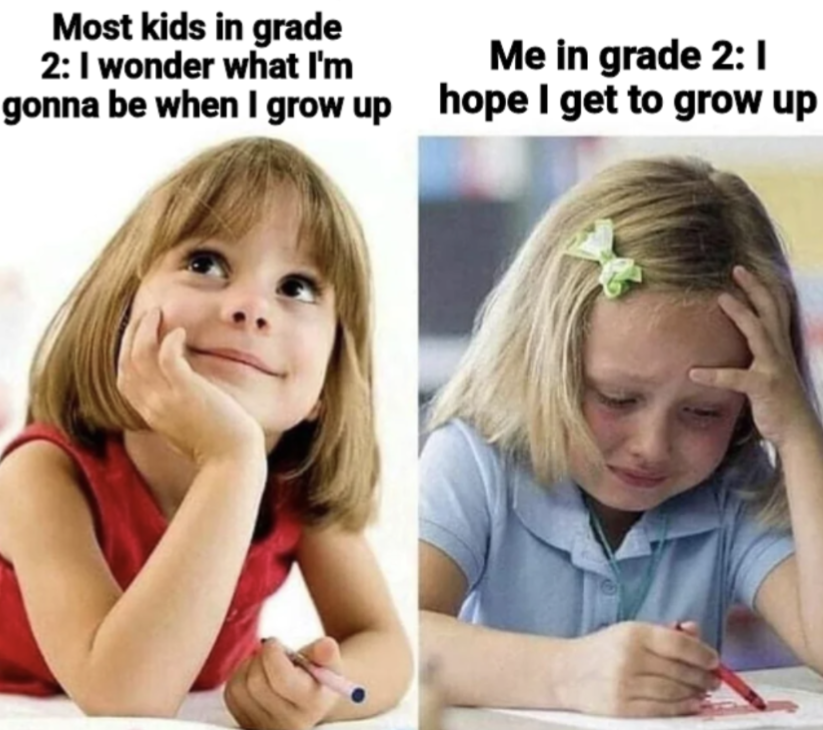 Most kids in grade
2: I wonder what I'm
gonna be when I grow up
Me in grade 2: I
hope I get to grow up